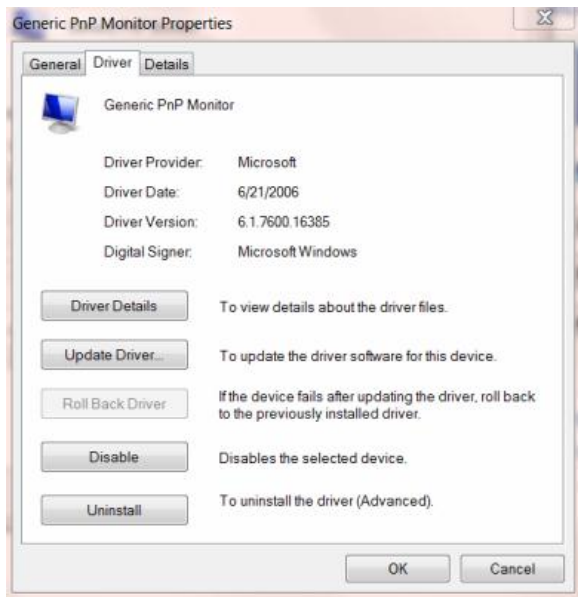 Generic PnP Monitor Properties
General Driver Details
Generic PnP Monitor
Driver Provider: Microsoft
Driver Date: 6/21/2006
Driver Version: 6.1.7600.16385
Digital Signer: Microsoft Windows
Driver Details To view details about the driver files.
Update Driver... To update the driver software for this device.
Roll Back Driver If the device fails after updating the driver, roll back
to the previously installed driver.
Disable Disables the selected device.
Uninstall To uninstall the driver (Advanced).
OK Cancel